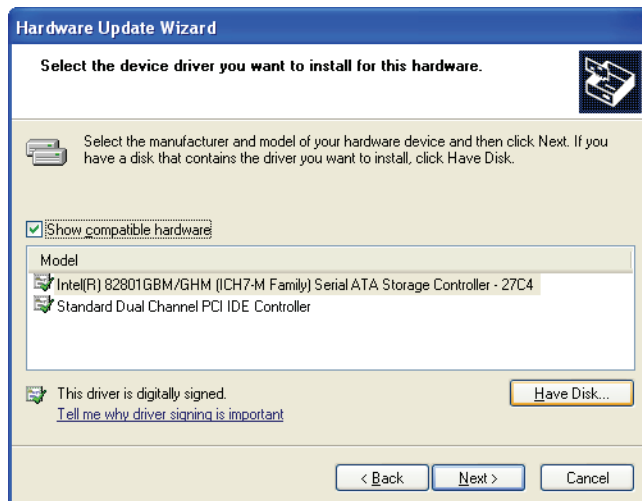 Hardware Update Wizard
Select the device driver you want to install for this hardware.
Select the manufacturer and model of your hardware device and then click Next. If you
have a disk that contains the driver you want to install, click Have Disk.
Show compatible hardware
Model
Intel(R) 82801GBM/GHM (ICH7-M Family) Serial ATA Storage Controller - 27C4
Standard Dual Channel PCI IDE Controller
This driver is digitally signed.
Have Disk...
Tell me why driver signing is important
< Back
Next >
Cancel